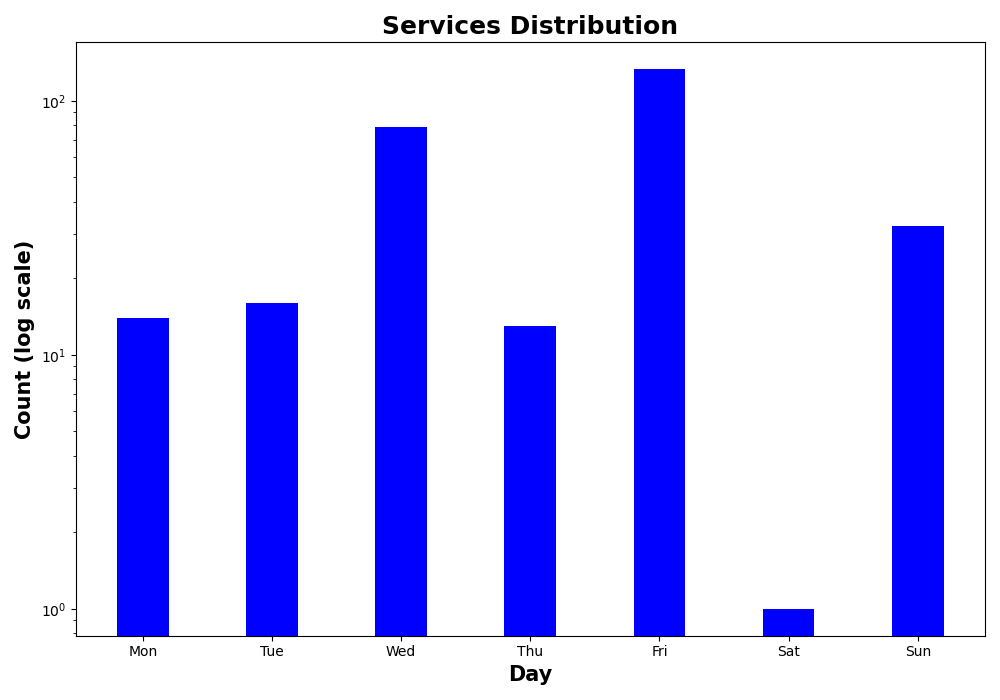 Services Distribution
Count (log scale)
10²
10¹
10⁰
Mon Tue Wed Thu Fri Sat Sun
Day